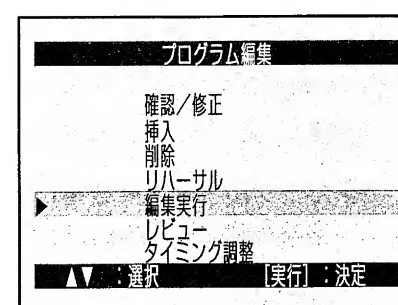 プログラム編集
確認／修正
挿入
削除
リハーサル
▶編集実行
レビュー
タイミング調整
▲▼：選択 [実行]：決定